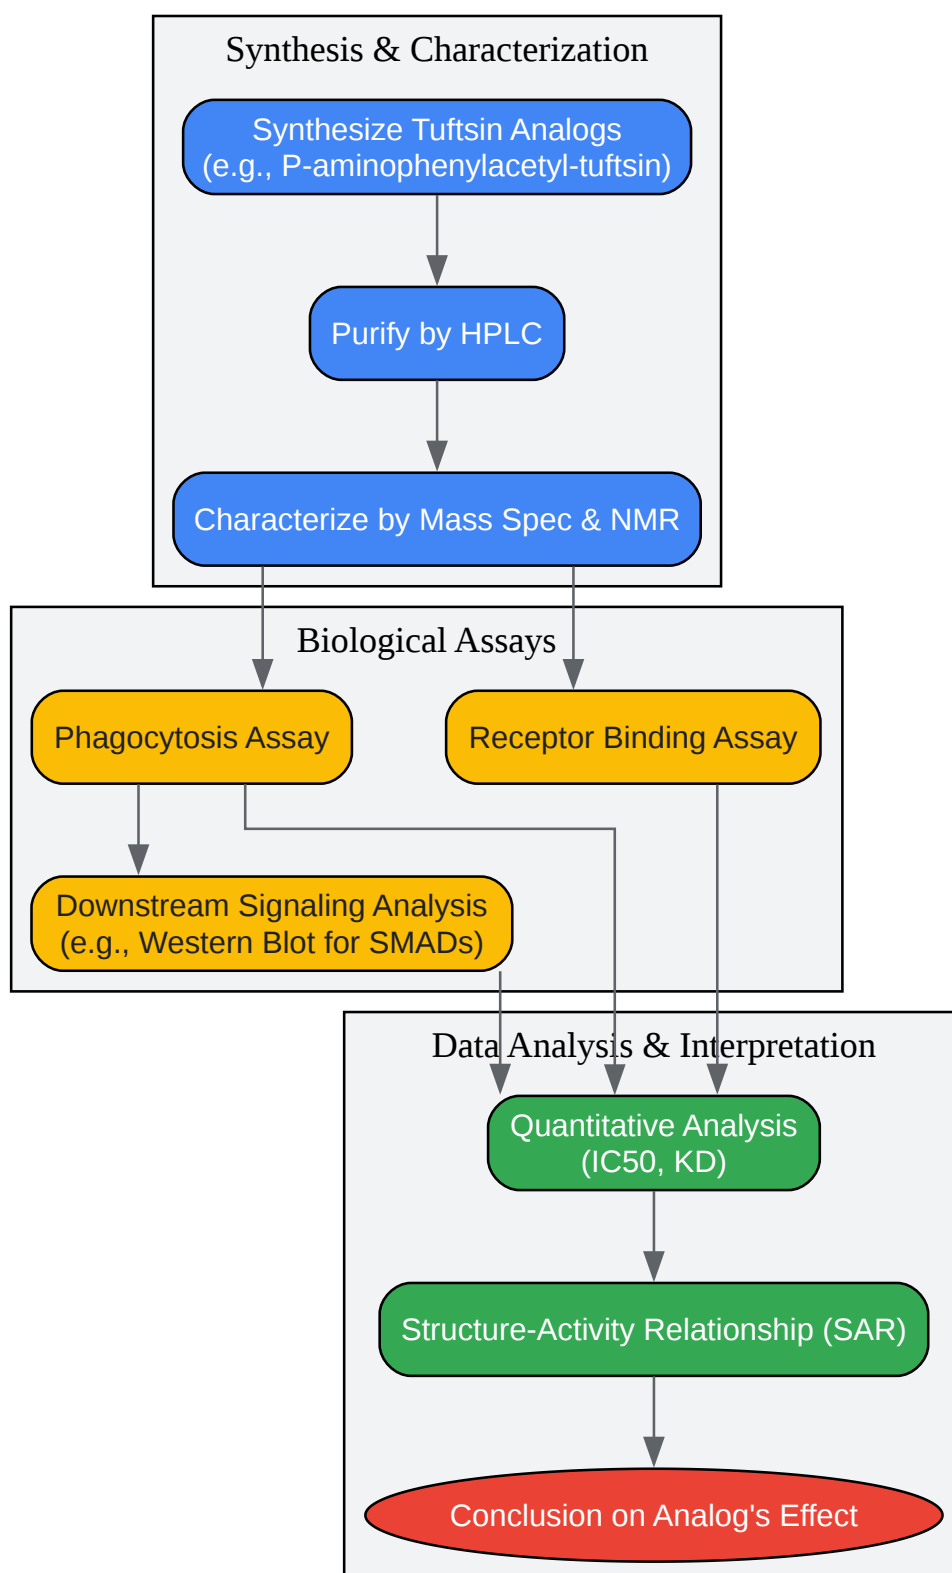 Synthesis & Characterization
Synthesize Tuftsin Analogs
(e.g., P-aminophenylacetyl-tuftsin)
Purify by HPLC
Characterize by Mass Spec & NMR
Biological Assays
Phagocytosis Assay
Receptor Binding Assay
Downstream Signaling Analysis
(e.g., Western Blot for SMADs)
Data Analysis & Interpretation
Quantitative Analysis
(IC50, KD)
Structure-Activity Relationship (SAR)
Conclusion on Analog's Effect